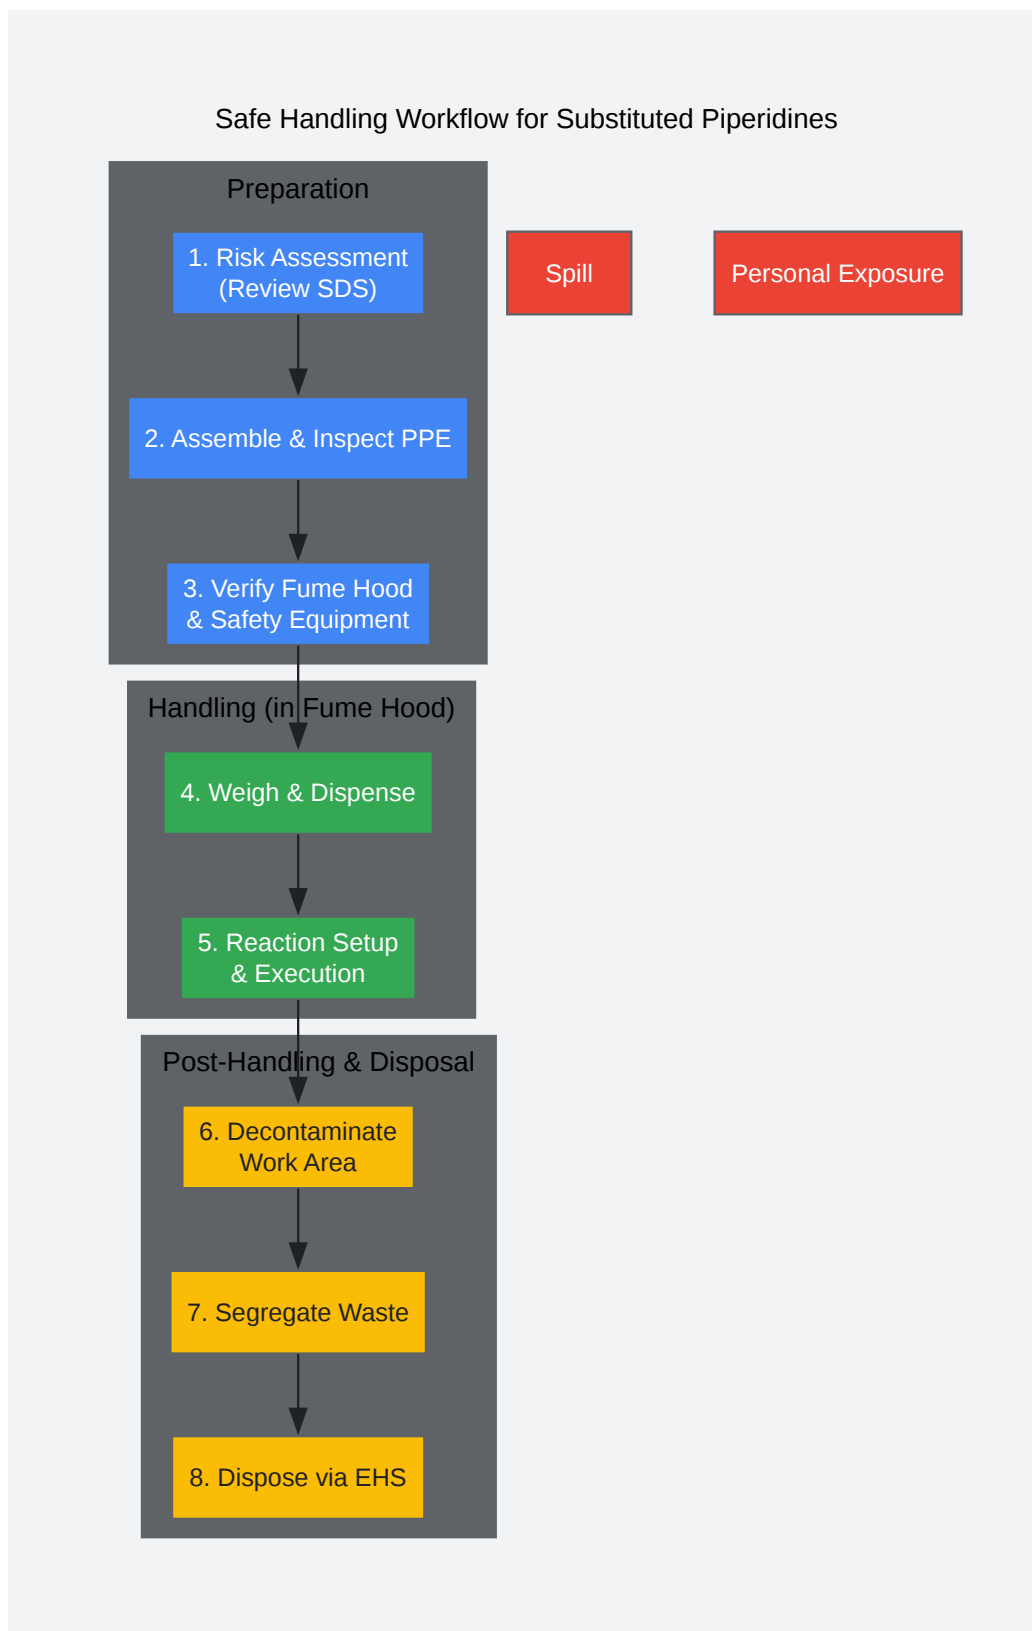 Safe Handling Workflow for Substituted Piperidines
Preparation
1. Risk Assessment
(Review SDS)
Spill
Personal Exposure
2. Assemble & Inspect PPE
3. Verify Fume Hood
& Safety Equipment
Handling (in Fume Hood)
4. Weigh & Dispense
5. Reaction Setup
& Execution
Post-Handling & Disposal
6. Decontaminate
Work Area
7. Segregate Waste
8. Dispose via EHS